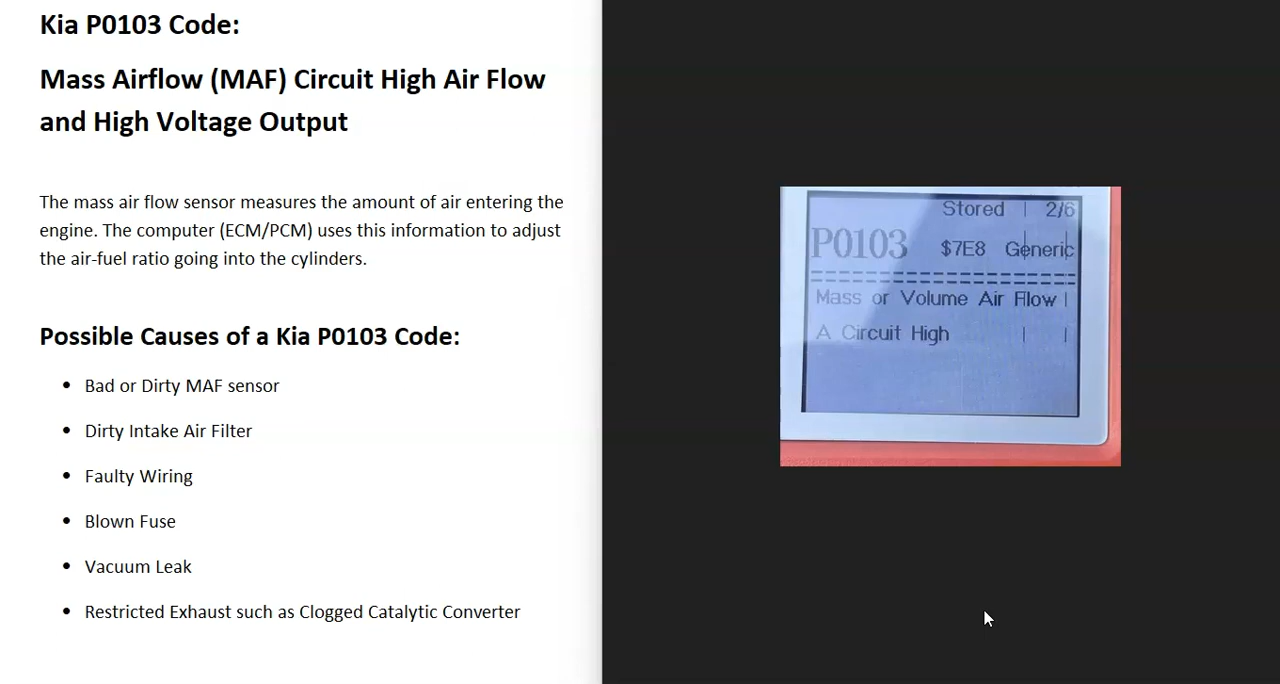 Kia P0103 Code:
Mass Airflow (MAF) Circuit High Air Flow
and High Voltage Output
The mass air flow sensor measures the amount of air entering the
engine. The computer (ECM/PCM) uses this information to adjust
the air-fuel ratio going into the cylinders.
Possible Causes of a Kia P0103 Code:
• Bad or Dirty MAF sensor
• Dirty Intake Air Filter
• Faulty Wiring
• Blown Fuse
• Vacuum Leak
• Restricted Exhaust such as Clogged Catalytic Converter
Stored | 2/6
P0103 $7E8 Generic
Mass or Volume Air Flow
A Circuit High